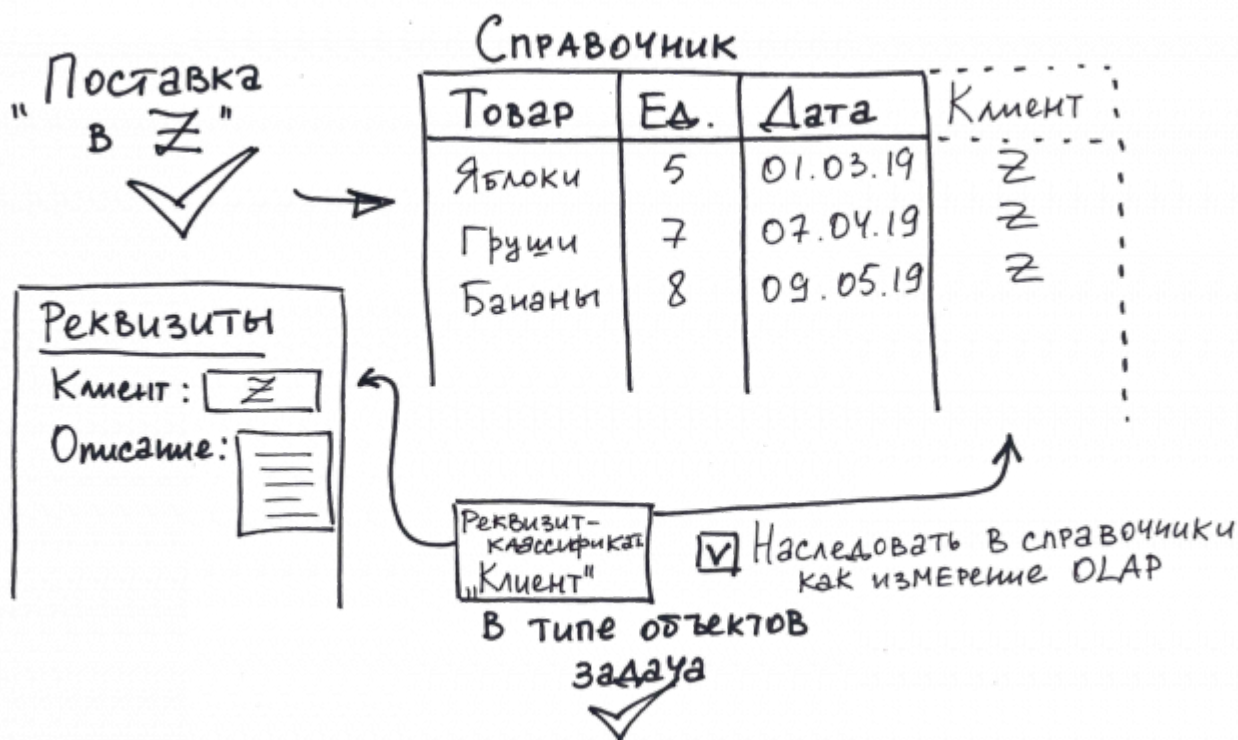 Справочник
"Поставка
в Z"
Товар Ед. Дата Клиент
Яблоки 5 01.03.19 Z
Груши 7 07.04.19 Z
Бананы 8 09.05.19 Z
Реквизиты
Клиент: Z
Описание:
Реквизит-
классификат.
„Клиент"
V Наследовать в справочники
как измерение OLAP
в типе объектов
задача